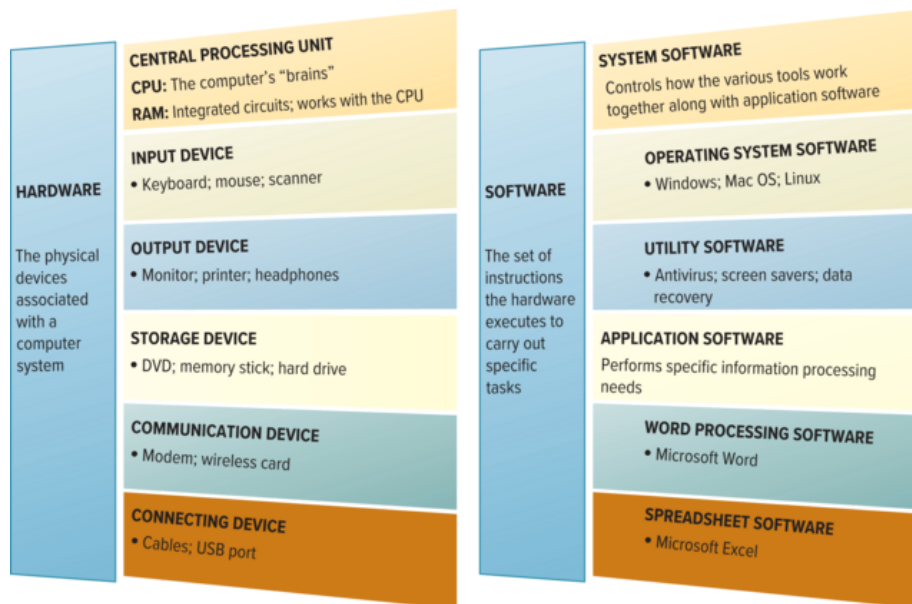 HARDWARE
The physical
devices
associated
with a
computer
system
CENTRAL PROCESSING UNIT
CPU: The computer’s “brains”
RAM: Integrated circuits; works with the CPU
INPUT DEVICE
• Keyboard; mouse; scanner
OUTPUT DEVICE
• Monitor; printer; headphones
STORAGE DEVICE
• DVD; memory stick; hard drive
COMMUNICATION DEVICE
• Modem; wireless card
CONNECTING DEVICE
• Cables; USB port
SOFTWARE
The set of
instructions
the hardware
executes to
carry out
specific
tasks
SYSTEM SOFTWARE
Controls how the various tools work
together along with application software
OPERATING SYSTEM SOFTWARE
• Windows; Mac OS; Linux
UTILITY SOFTWARE
• Antivirus; screen savers; data
recovery
APPLICATION SOFTWARE
Performs specific information processing
needs
WORD PROCESSING SOFTWARE
• Microsoft Word
SPREADSHEET SOFTWARE
• Microsoft Excel